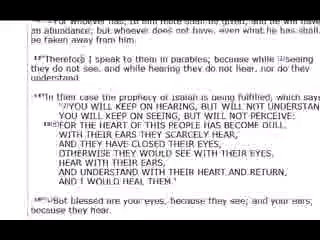 For whoever has, to him more shall be given, and he will have
an abundance; but whoever does not have, even what he has shall
be taken away from him.
"Therefore I speak to them in parables; because while seeing
they do not see, and while hearing they do not hear, nor do they
understand
"In their case the prophecy of Isaiah is being fulfilled, which says
'YOU WILL KEEP ON HEARING, BUT WILL NOT UNDERSTAN
YOU WILL KEEP ON SEEING, BUT WILL NOT PERCEIVE;
FOR THE HEART OF THIS PEOPLE HAS BECOME DULL,
WITH THEIR EARS THEY SCARCELY HEAR,
AND THEY HAVE CLOSED THEIR EYES,
OTHERWISE THEY WOULD SEE WITH THEIR EYES,
HEAR WITH THEIR EARS,
AND UNDERSTAND WITH THEIR HEART AND RETURN,
AND I WOULD HEAL THEM.'
"But blessed are your eyes, because they see; and your ears,
because they hear.